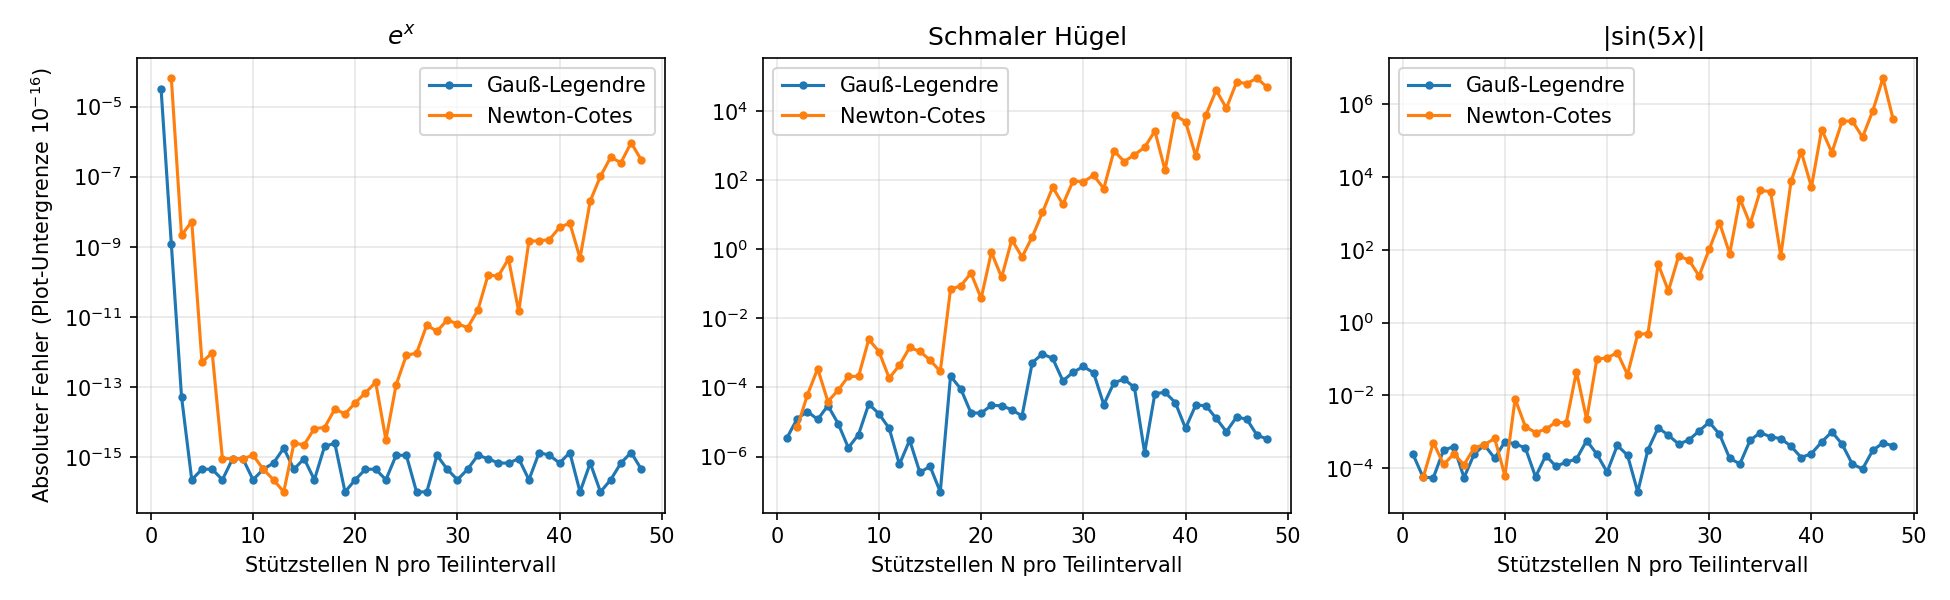 e^x
Schmaler Hügel
|sin(5x)|
Absoluter Fehler (Plot-Untergrenze 10^−16)
10^−5
10^−7
10^−9
10^−11
10^−13
10^−15
Gauß-Legendre
Newton-Cotes
0 10 20 30 40 50
Stützstellen N pro Teilintervall
10^4
10^2
10^0
10^−2
10^−4
10^−6
Gauß-Legendre
Newton-Cotes
0 10 20 30 40 50
Stützstellen N pro Teilintervall
10^6
10^4
10^2
10^0
10^−2
10^−4
Gauß-Legendre
Newton-Cotes
0 10 20 30 40 50
Stützstellen N pro Teilintervall